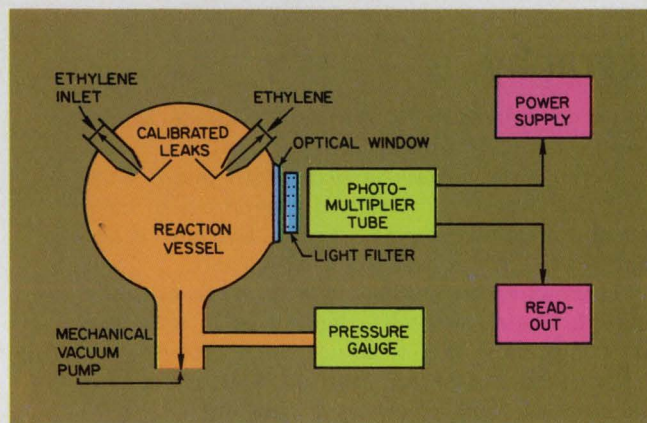 ETHYLENE
INLET
ETHYLENE
CALIBRATED
LEAKS
OPTICAL WINDOW
POWER
SUPPLY
PHOTO-
MULTIPLIER
TUBE
REACTION
VESSEL
LIGHT FILTER
MECHANICAL
VACUUM
PUMP
PRESSURE
GAUGE
READ-
OUT